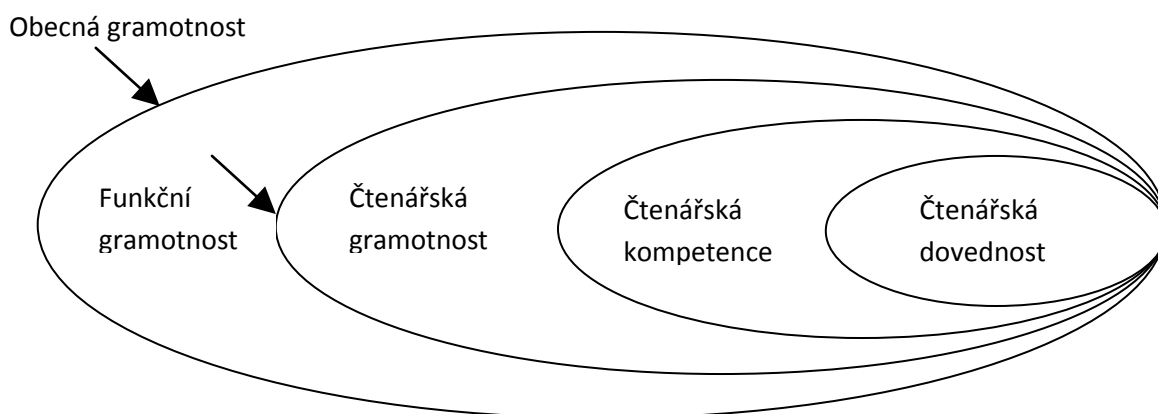 Obecná gramotnost
Funkční
gramotnost
Čtenářská
gramotnost
Čtenářská
kompetence
Čtenářská
dovednost